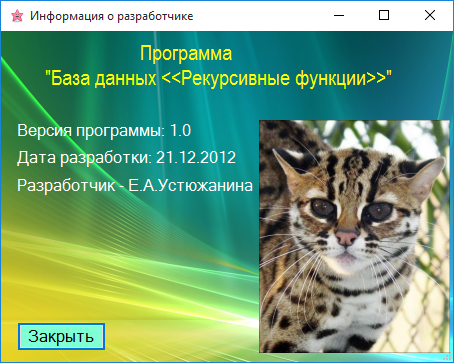 Информация о разработчике
Программа
"База данных <<Рекурсивные функции>>"
Версия программы: 1.0
Дата разработки: 21.12.2012
Разработчик - Е.А.Устюжанина
Закрыть